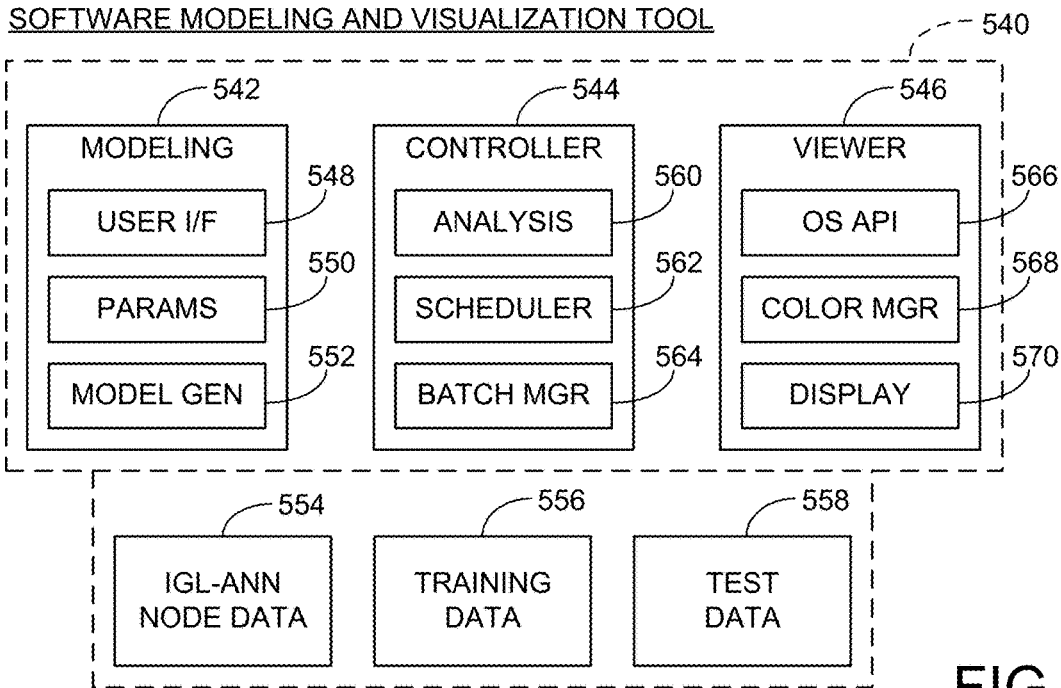 SOFTWARE MODELING AND VISUALIZATION TOOL
540
542
544
546
MODELING
CONTROLLER
VIEWER
548
560
566
USER I/F
ANALYSIS
OS API
550
562
568
PARAMS
SCHEDULER
COLOR MGR
552
564
570
MODEL GEN
BATCH MGR
DISPLAY
554
556
558
IGL-ANN
NODE DATA
TRAINING
DATA
TEST
DATA
FIG